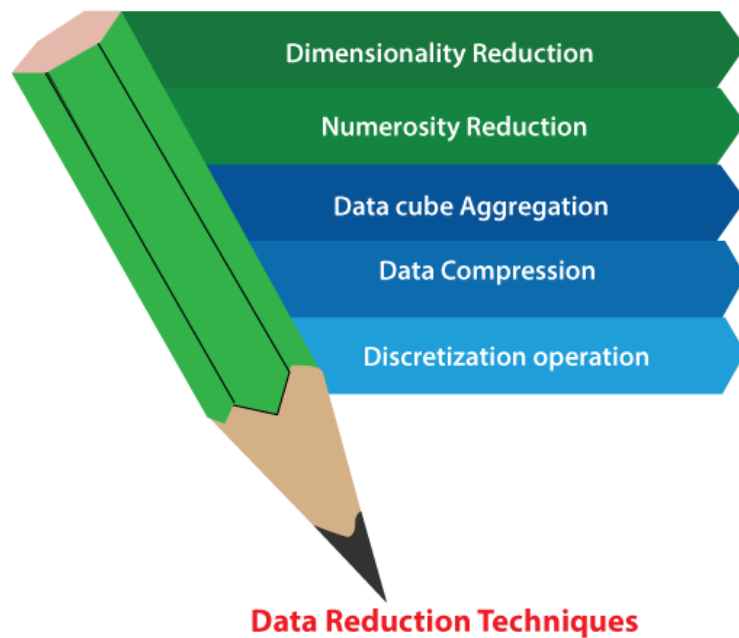 Dimensionality Reduction
Numerosity Reduction
Data cube Aggregation
Data Compression
Discretization operation
Data Reduction Techniques